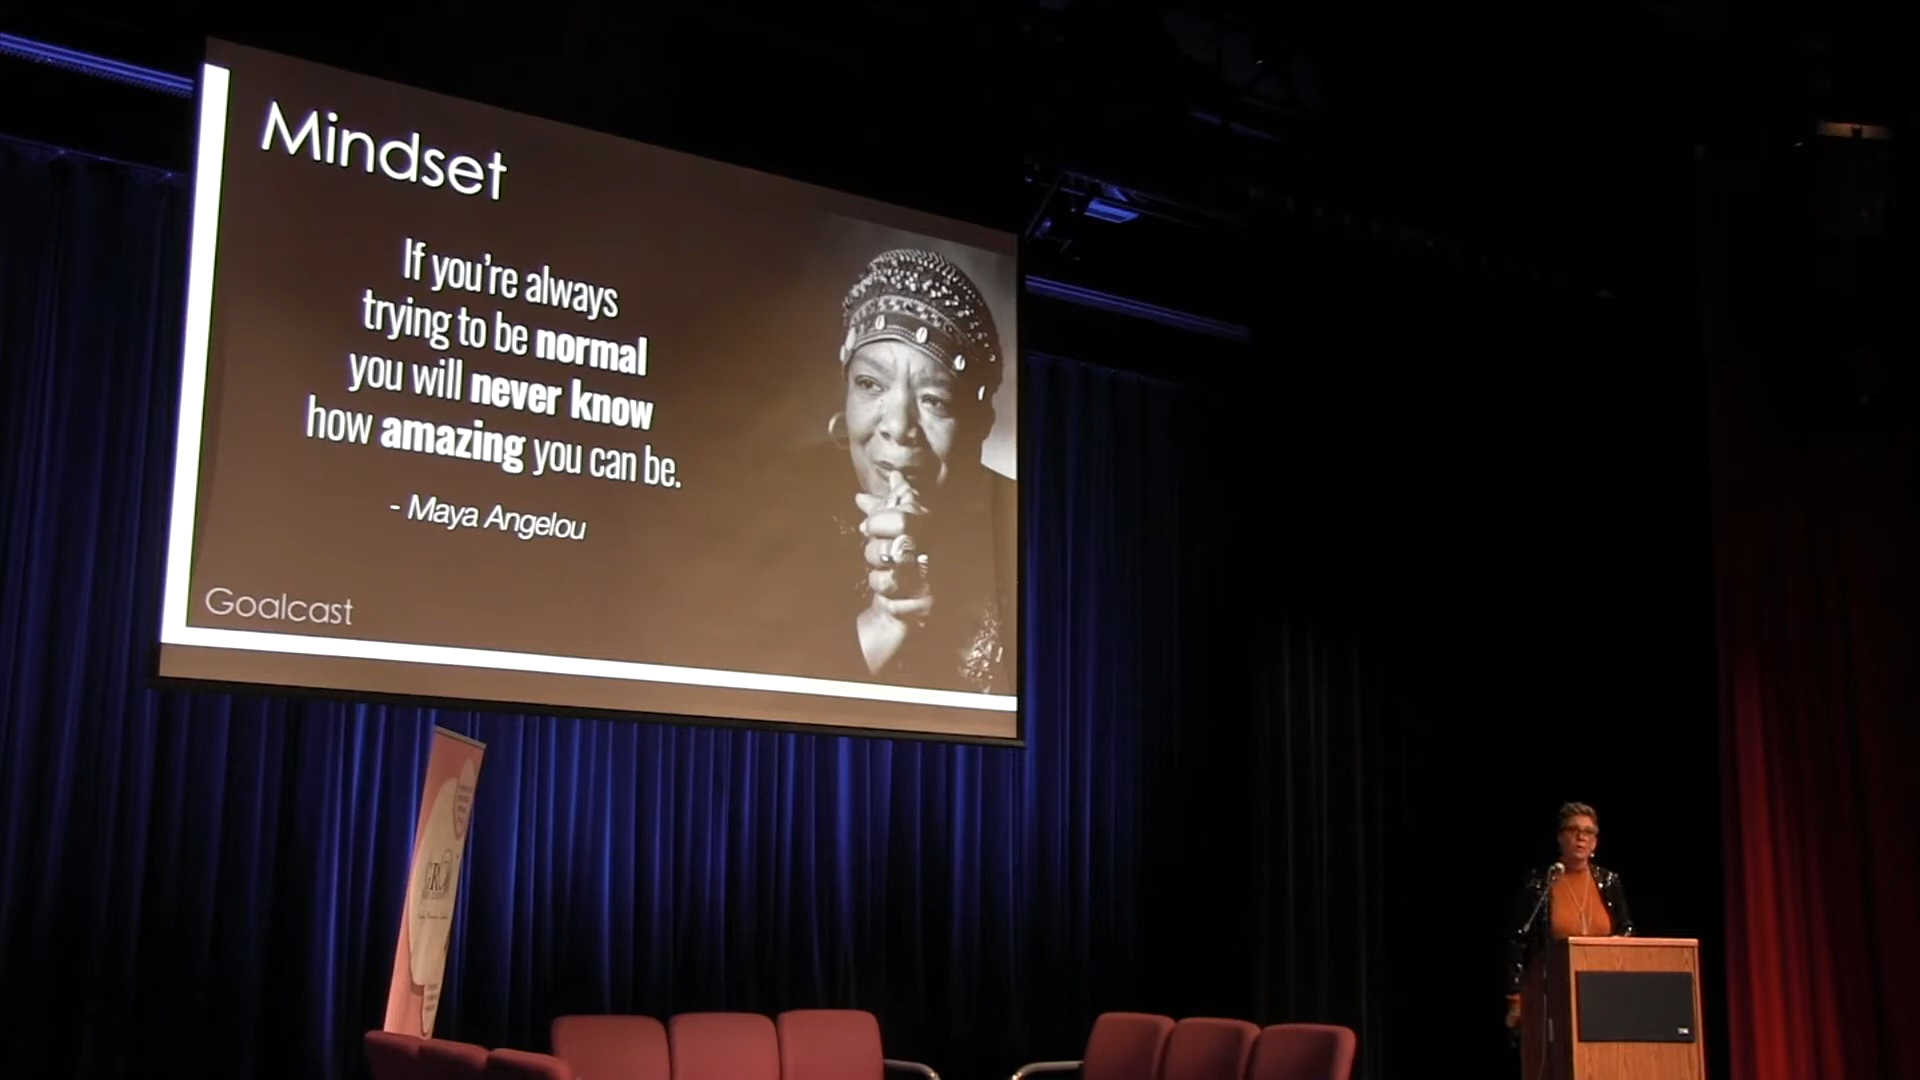 Mindset
If you're always
trying to be normal
you will never know
how amazing you can be.
- Maya Angelou
Goalcast